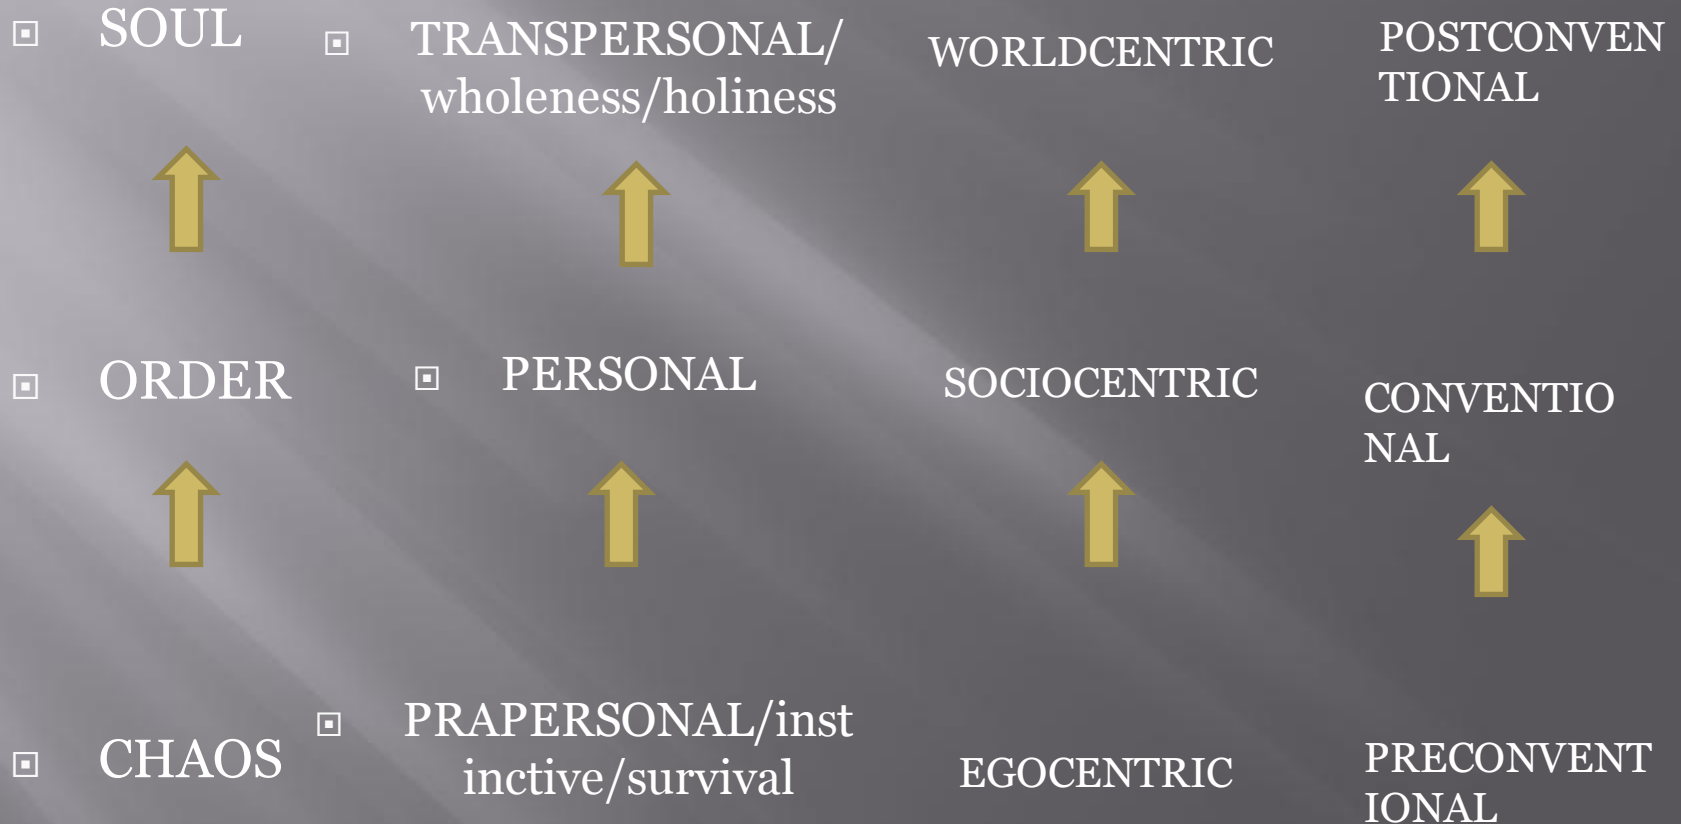 SOUL
TRANSPERSONAL/
wholeness/holiness
WORLDCENTRIC
POSTCONVEN
TIONAL
ORDER
PERSONAL
SOCIOCENTRIC
CONVENTIO
NAL
CHAOS
PRAPERSONAL/inst
inctive/survival
EGOCENTRIC
PRECONVENT
IONAL